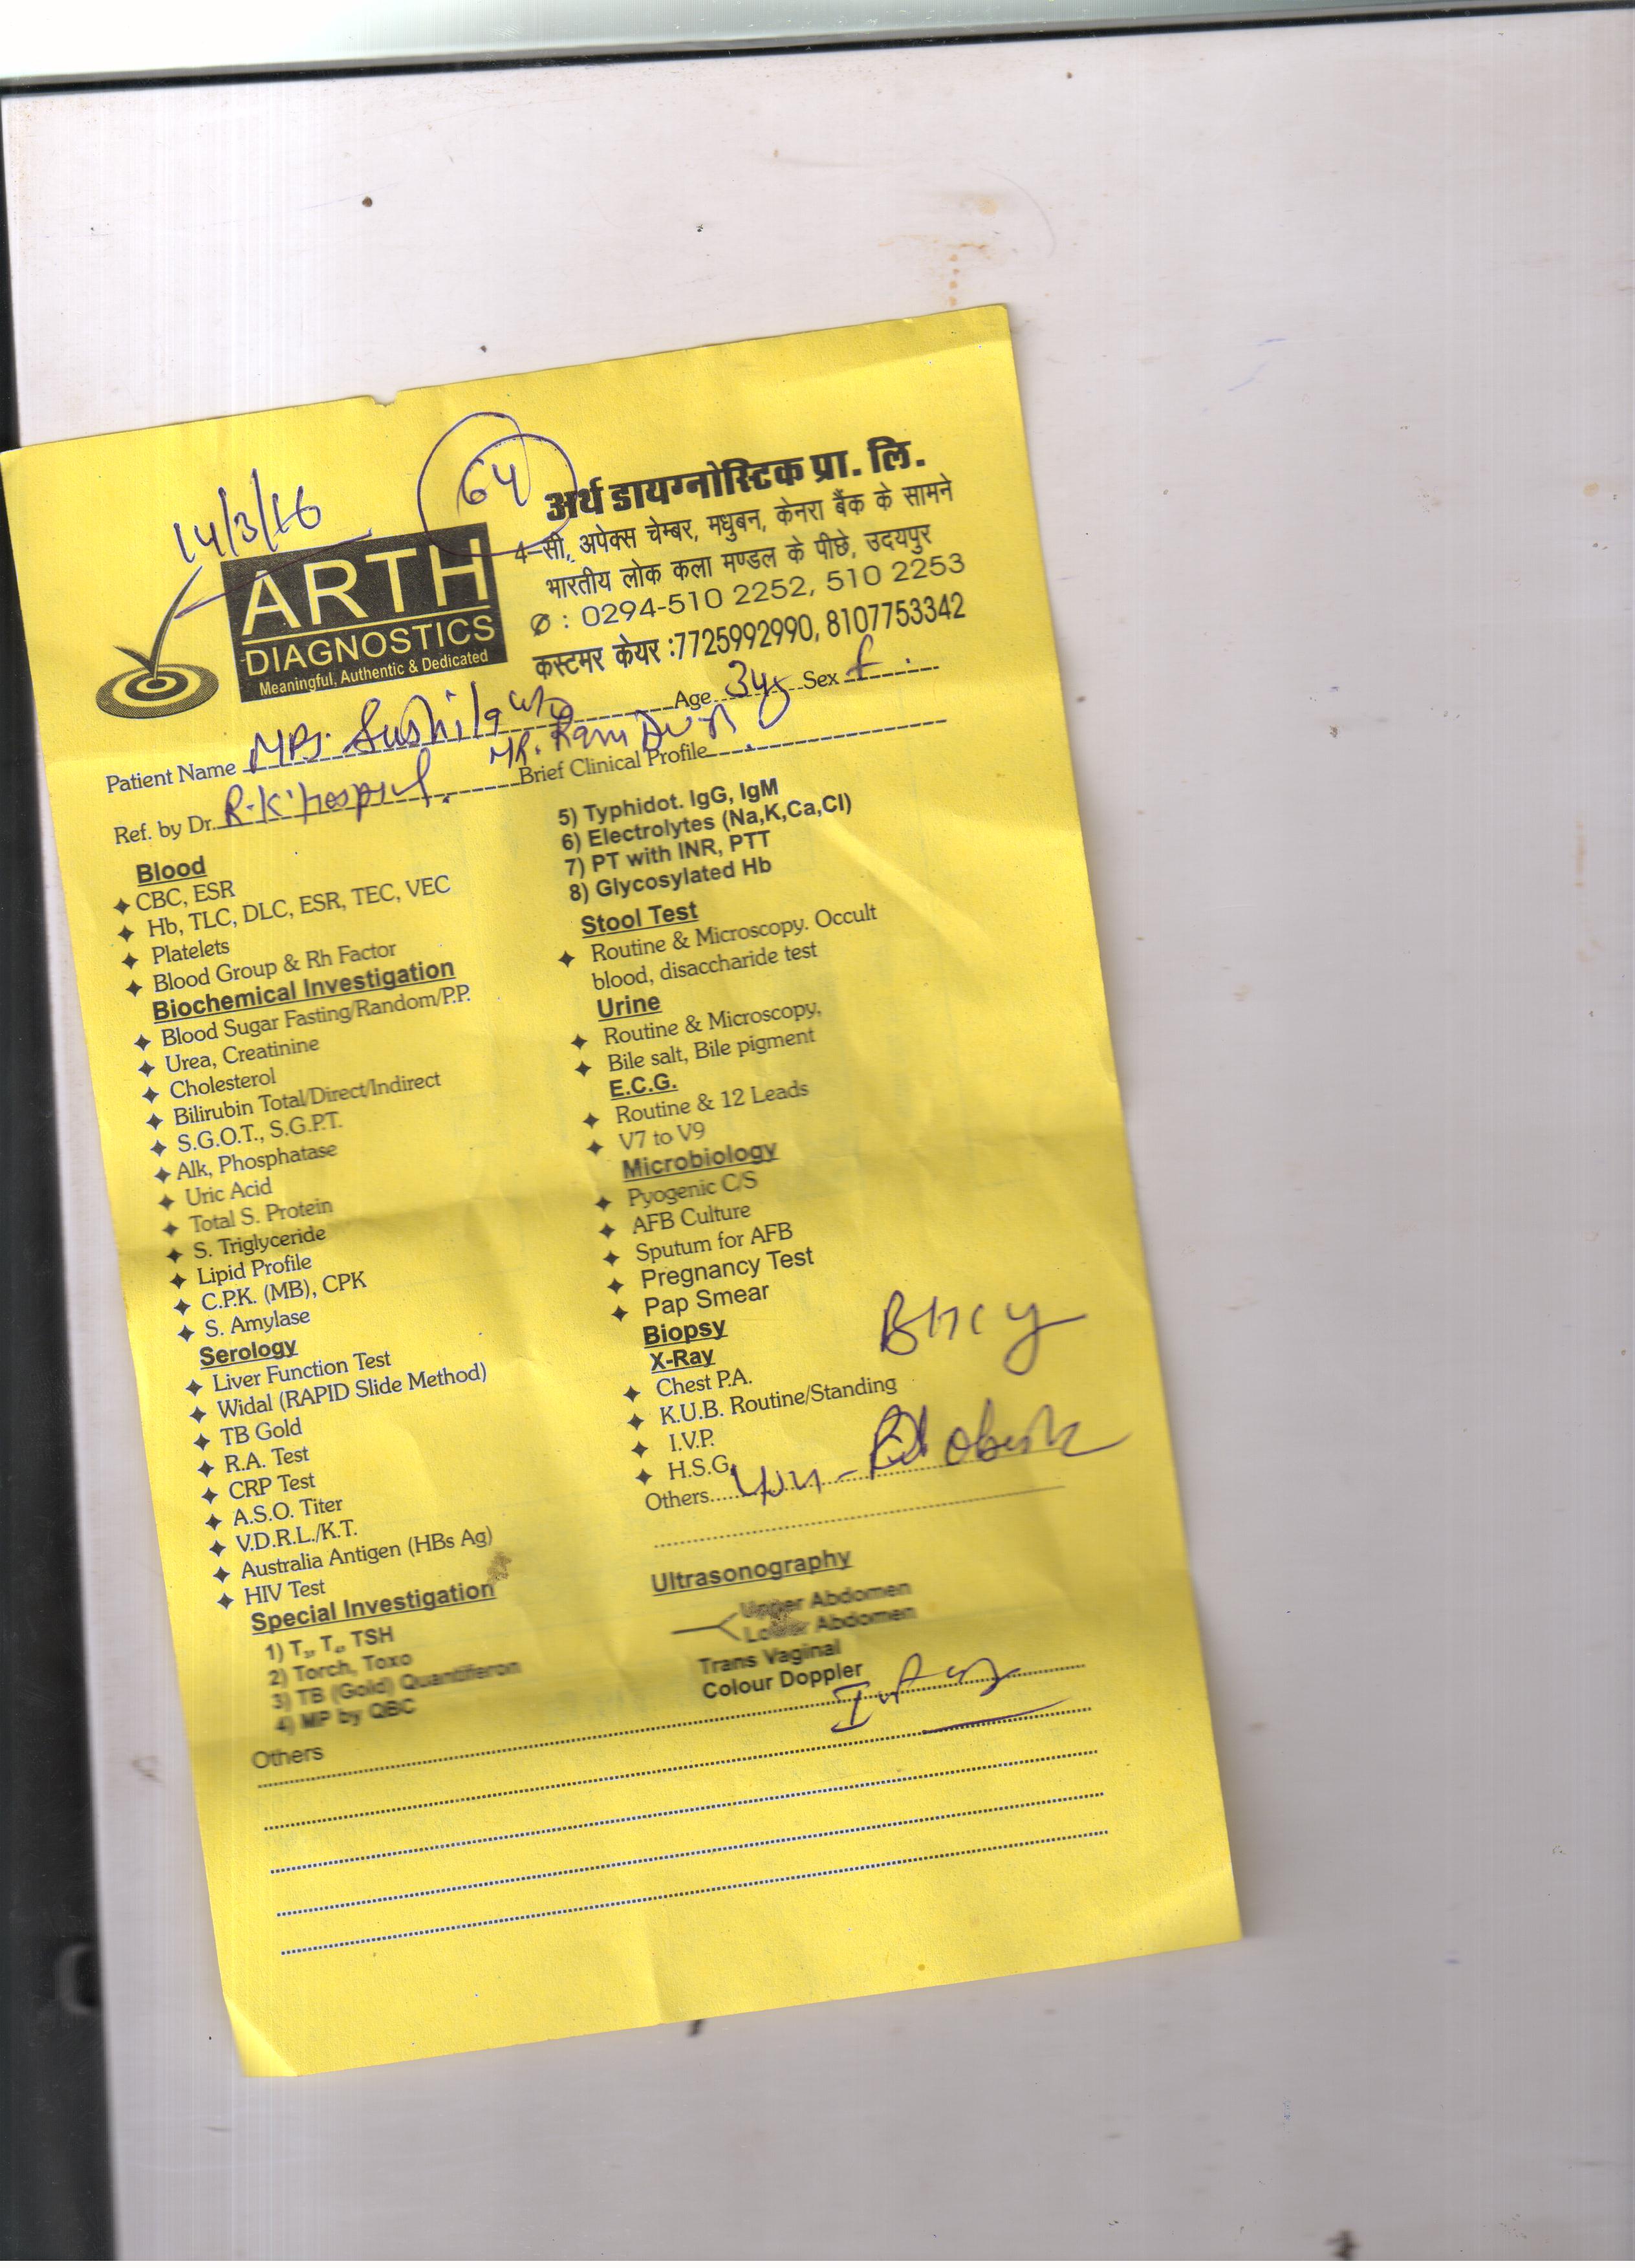 14/3/16
64
ARTH
DIAGNOSTICS
Meaningful, Authentic & Dedicated
अर्थ डायग्नोस्टिक प्रा. लि.
4-सी, अपेक्स चेम्बर, मधुबन, केनरा बैंक के सामने
भारतीय लोक कला मण्डल के पीछे, उदयपुर
: 0294-510 2252, 510 2253
कस्टमर केयर :7725992990, 8107753342
Patient Name Mrs. Sushila w/o Age Sex f
Mr. Ram
Ref. by Dr. R.K. Hospital. Brief Clinical Profile
Blood
CBC, ESR
Hb, TLC, DLC, ESR, TEC, VEC
Platelets
Blood Group & Rh Factor
Biochemical Investigation
Blood Sugar Fasting/Random/P.P.
Urea, Creatinine
Cholesterol
Bilirubin Total/Direct/Indirect
S.G.O.T., S.G.P.T.
Alk, Phosphatase
Uric Acid
Total S. Protein
S. Triglyceride
Lipid Profile
C.P.K. (MB), CPK
S. Amylase
Serology
Liver Function Test
Widal (RAPID Slide Method)
TB Gold
R.A. Test
CRP Test
A.S.O. Titer
V.D.R.L./K.T.
Australia Antigen (HBs Ag)
HIV Test
Special Investigation
1) T3, T4, TSH
2) Torch, Toxo
3) TB (Gold) Quantiferon
4) MP by QBC
5) Typhidot. IgG, IgM
6) Electrolytes (Na,K,Ca,Cl)
7) PT with INR, PTT
8) Glycosylated Hb
Stool Test
Routine & Microscopy. Occult
blood, disaccharide test
Urine
Routine & Microscopy,
Bile salt, Bile pigment
E.C.G.
Routine & 12 Leads
V7 to V9
Microbiology
Pyogenic C/S
AFB Culture
Sputum for AFB
Pregnancy Test
Pap Smear
Biopsy
X-Ray
Chest P.A.
K.U.B. Routine/Standing
I.V.P.
H.S.G.
Others
Ultrasonography
Upper Abdomen
Lower Abdomen
Trans Vaginal
Colour Doppler
Others